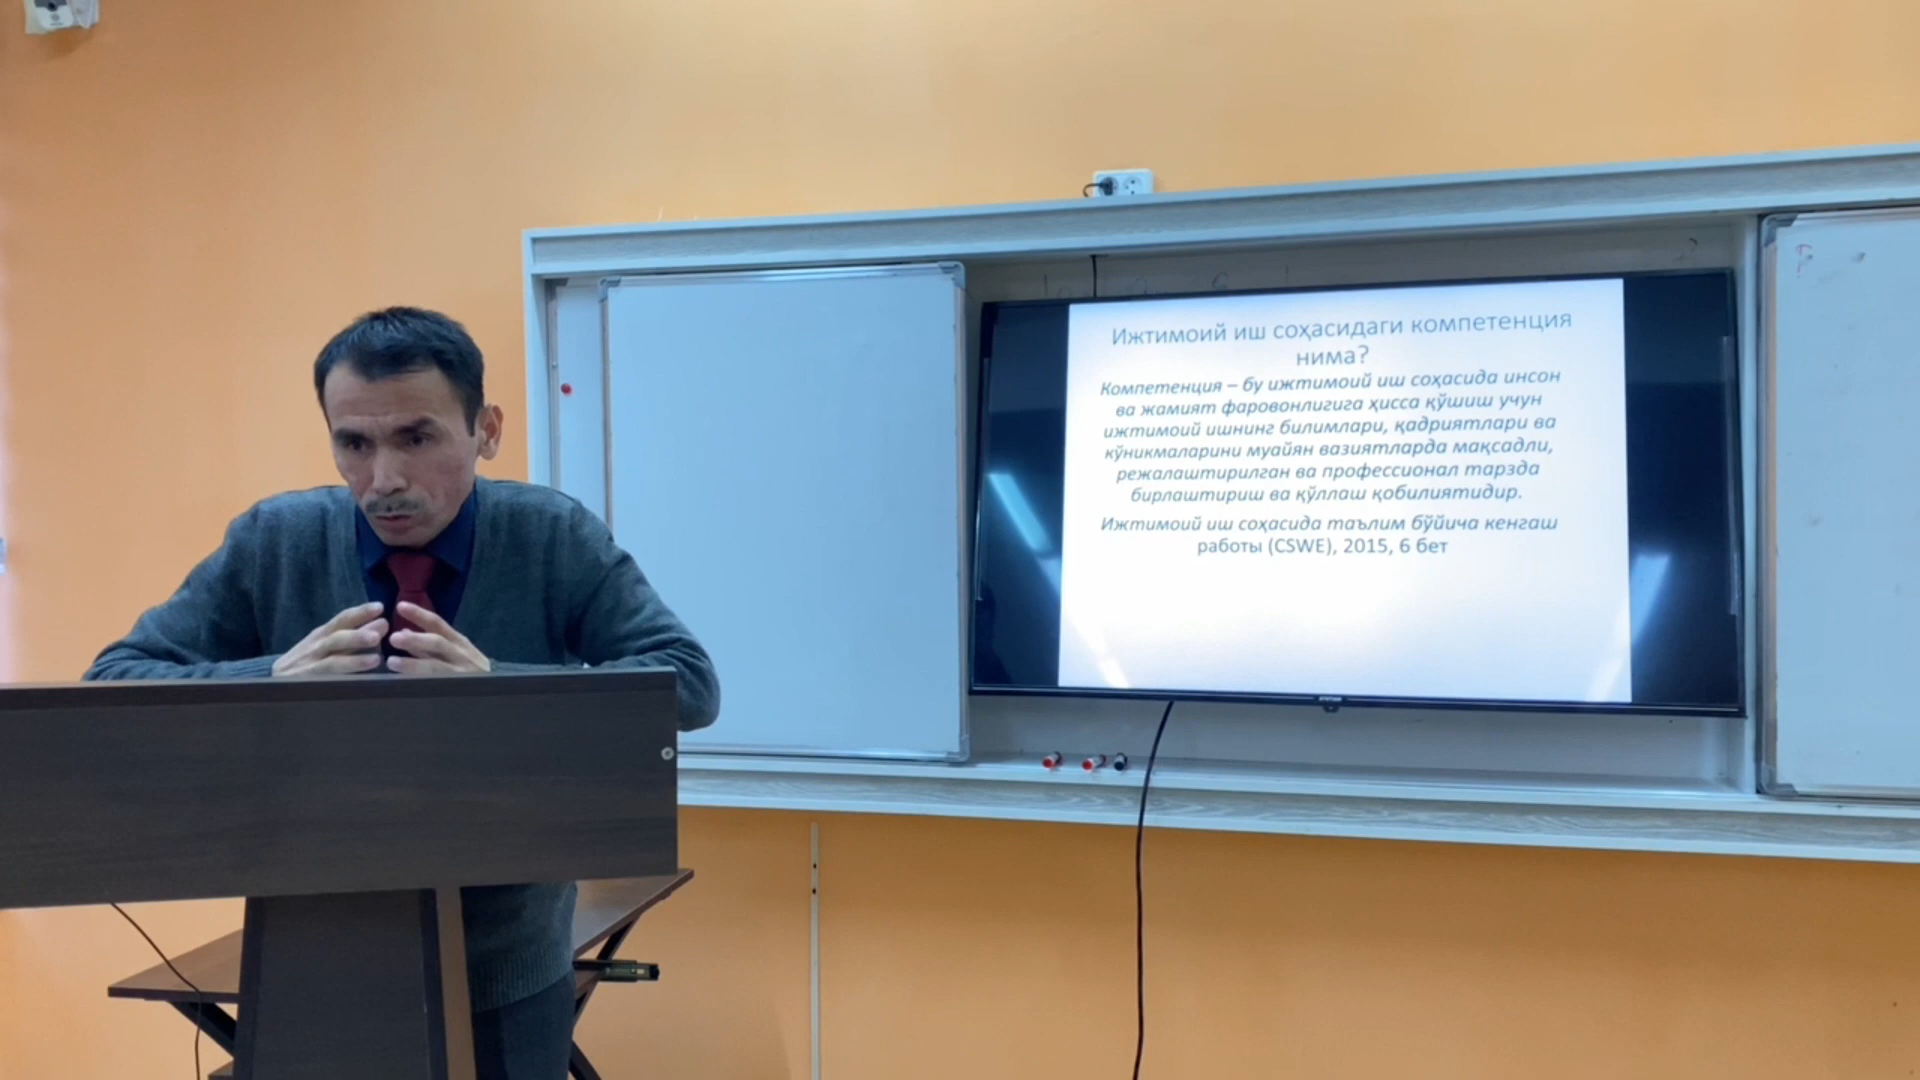 Ижтимоий иш соҳасидаги компетенция
нима?
Компетенция – бу ижтимоий иш соҳасида инсон
ва жамият фаровонлигига ҳисса қўшиш учун
ижтимоий ишнинг билимлари, қадриятлари ва
кўникмаларини муайян вазиятларда мақсадли,
режалаштирилган ва профессионал тарзда
бирлаштириш ва қўллаш қобилиятидир.
Ижтимоий иш соҳасида таълим бўйича кенгаш
работы (CSWE), 2015, 6 бет